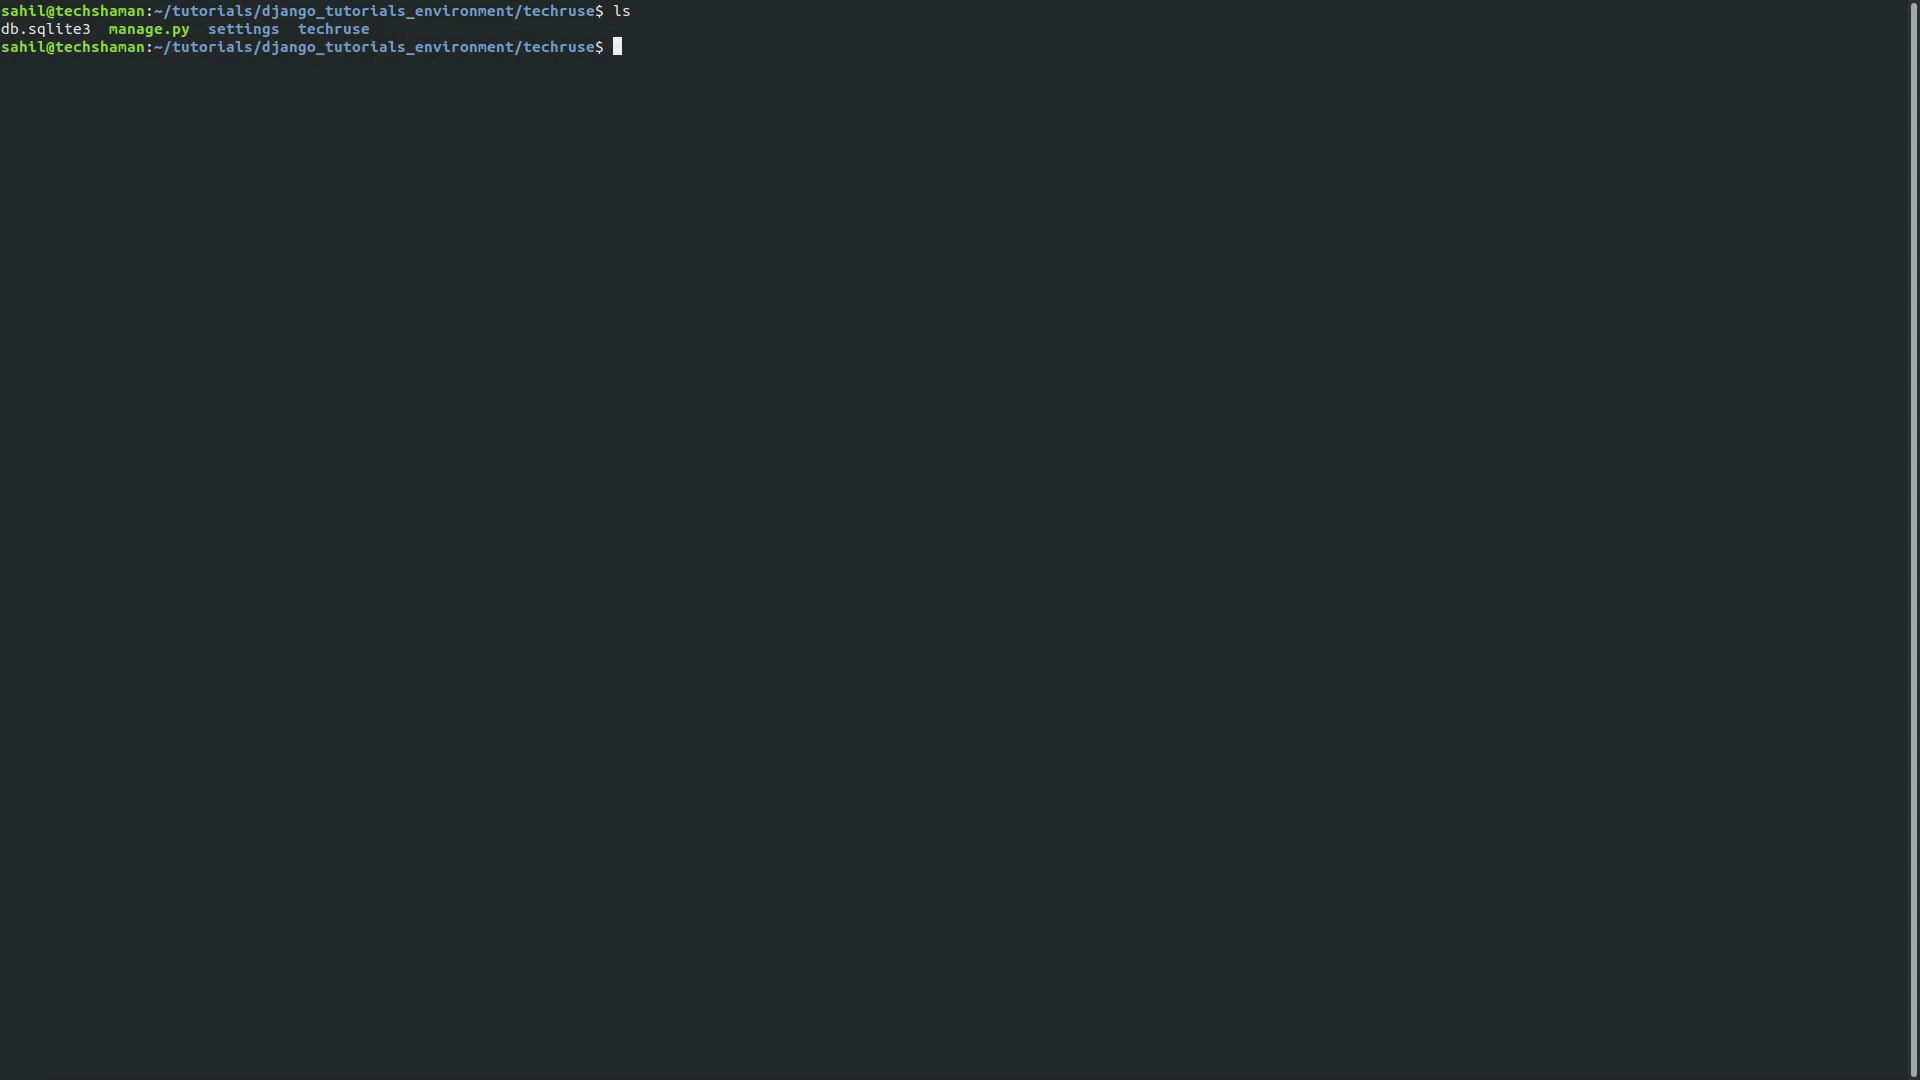 sahil@techshaman:~/tutorials/django_tutorials_environment/techruse$ ls
db.sqlite3  manage.py  settings  techruse
sahil@techshaman:~/tutorials/django_tutorials_environment/techruse$